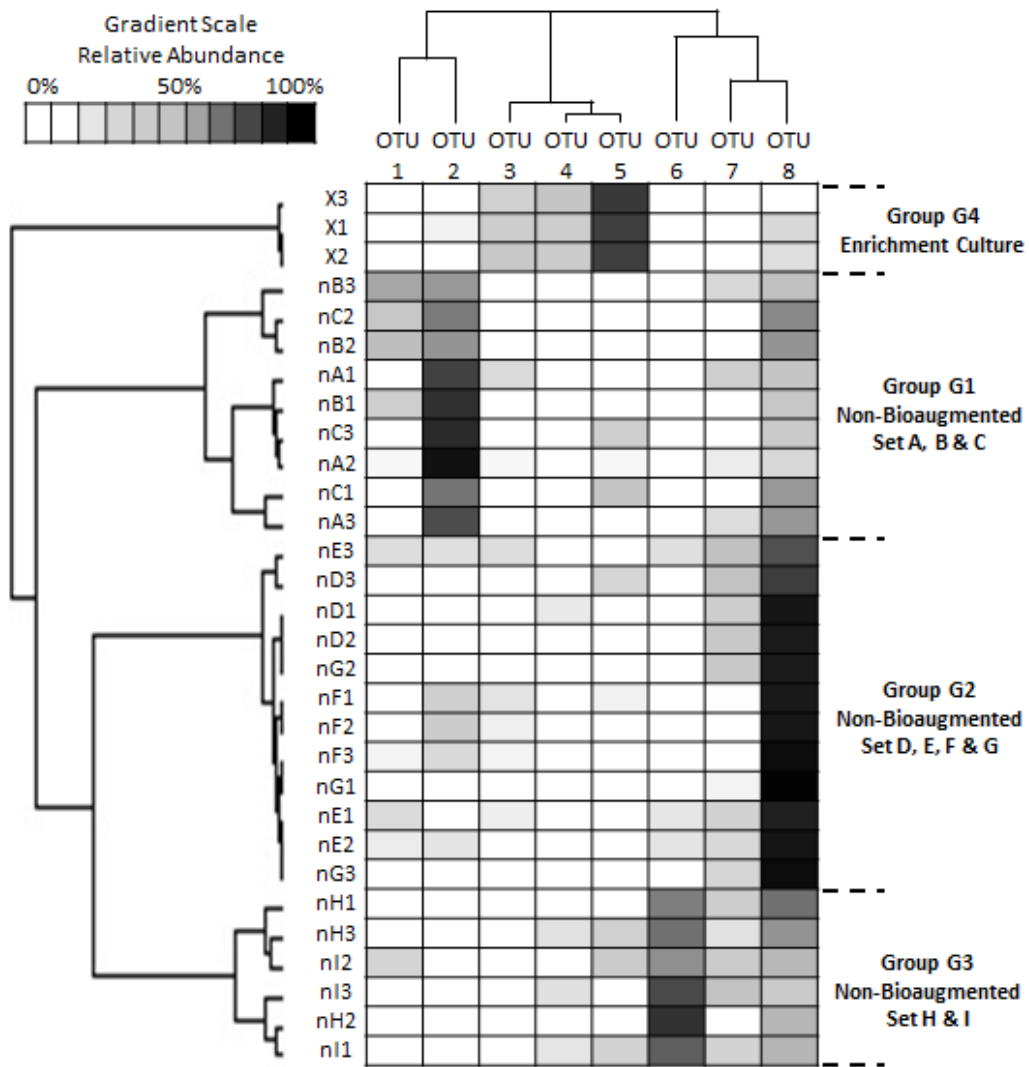 Gradient Scale
Relative Abundance
0% 50% 100%
OTU OTU OTU OTU OTU OTU OTU OTU
1 2 3 4 5 6 7 8
X3
X1
X2
Group G4
Enrichment Culture
nB3
nC2
nB2
nA1
nB1
nC3
nA2
nC1
nA3
Group G1
Non-Bioaugmented
Set A, B & C
nE3
nD3
nD1
nD2
nG2
nF1
nF2
nF3
nG1
nE1
nE2
nG3
Group G2
Non-Bioaugmented
Set D, E, F & G
nH1
nH3
nI2
nI3
nH2
nI1
Group G3
Non-Bioaugmented
Set H & I